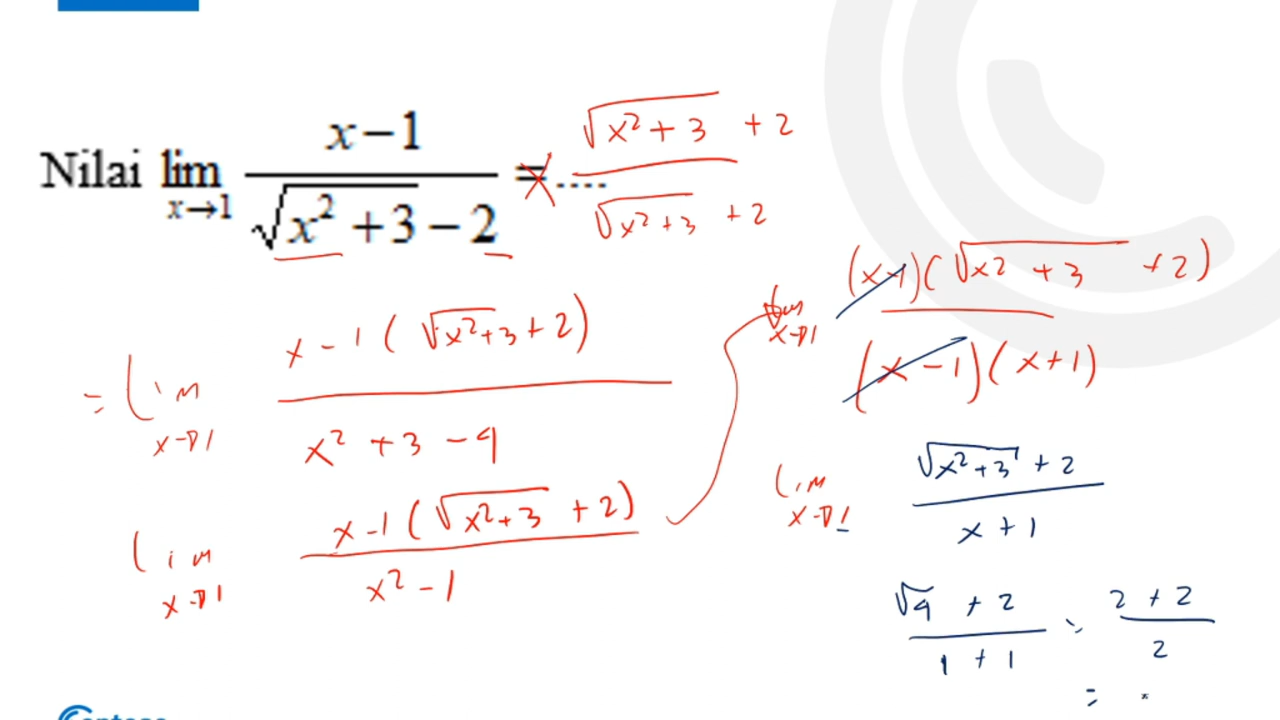 Nilai lim x→1 (x−1)/(√(x²+3)−2) = .... × (√(x²+3) + 2)/(√(x²+3) + 2)
= lim x→1 x−1(√(x²+3)+2)/(x²+3−4)
lim x→1 x−1(√(x²+3)+2)/(x²−1)
lim x→1 (x−1)(√(x²+3) +2)/((x−1)(x+1))
lim x→1 (√(x²+3)+2)/(x+1)
(√4 + 2)/(1+1) = (2+2)/2
=